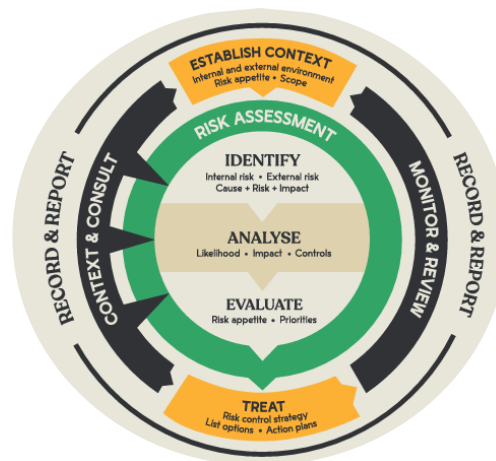 ESTABLISH CONTEXT
Internal and external environment
Risk appetite • Scope
RISK ASSESSMENT
IDENTIFY
Internal risk • External risk
Cause + Risk + Impact
ANALYSE
Likelihood • Impact • Controls
EVALUATE
Risk appetite • Priorities
TREAT
Risk control strategy
List options • Action plans
RECORD & REPORT
CONTEXT & CONSULT
MONITOR & REVIEW
RECORD & REPORT